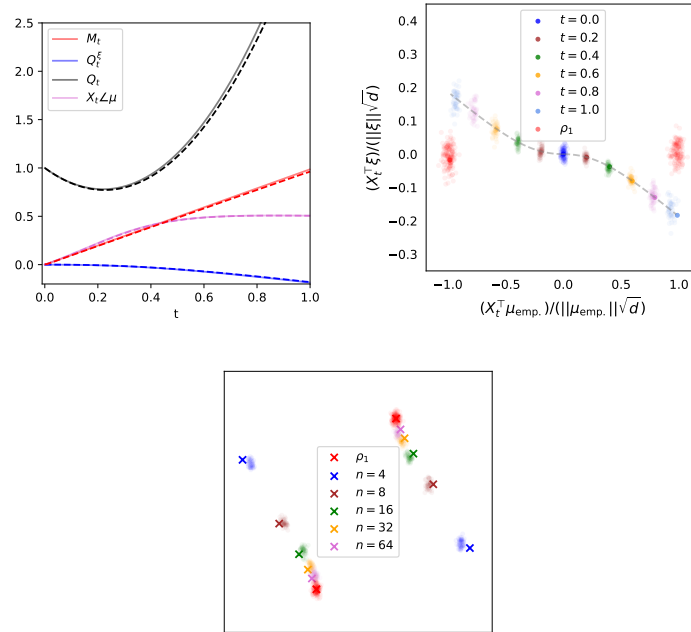 2.5
2.0
1.5
1.0
0.5
0.0
0.0 0.2 0.4 0.6 0.8 1.0
t
M_t
Q_t^ξ
Q_t
X_t∠μ
0.4
0.3
0.2
0.1
0.0
−0.1
−0.2
−0.3
(X_t^⊤ξ)/(||ξ||√d)
−1.0 −0.5 0.0 0.5 1.0
(X_t^⊤μ_emp.)/(||μ_emp.||√d)
t = 0.0
t = 0.2
t = 0.4
t = 0.6
t = 0.8
t = 1.0
ρ_1
ρ_1
n = 4
n = 8
n = 16
n = 32
n = 64